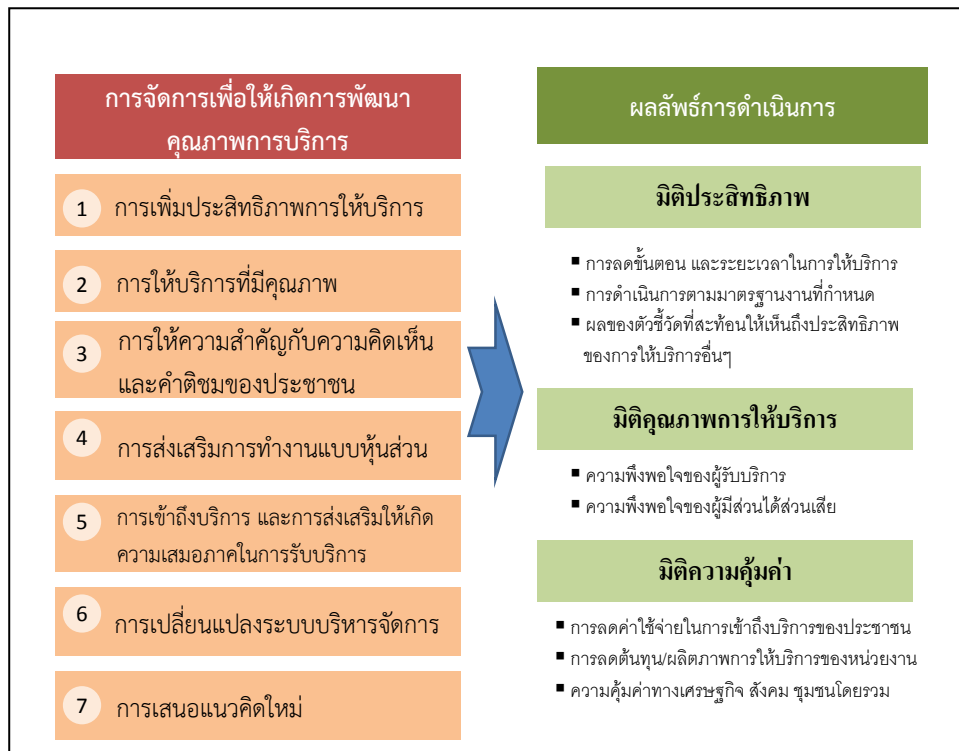 การจัดการเพื่อให้เกิดการพัฒนา
คุณภาพการบริการ
1 การเพิ่มประสิทธิภาพการให้บริการ
2 การให้บริการที่มีคุณภาพ
3 การให้ความสำคัญกับความคิดเห็น
และคำติชมของประชาชน
4 การส่งเสริมการทำงานแบบหุ้นส่วน
5 การเข้าถึงบริการ และการส่งเสริมให้เกิด
ความเสมอภาคในการรับบริการ
6 การเปลี่ยนแปลงระบบบริหารจัดการ
7 การเสนอแนวคิดใหม่
ผลลัพธ์การดำเนินการ
มิติประสิทธิภาพ
▪ การลดขั้นตอน และระยะเวลาในการให้บริการ
▪ การดำเนินการตามมาตรฐานงานที่กำหนด
▪ ผลของตัวชี้วัดที่สะท้อนให้เห็นถึงประสิทธิภาพ
ของการให้บริการอื่นๆ
มิติคุณภาพการให้บริการ
▪ ความพึงพอใจของผู้รับบริการ
▪ ความพึงพอใจของผู้มีส่วนได้ส่วนเสีย
มิติความคุ้มค่า
▪ การลดค่าใช้จ่ายในการเข้าถึงบริการของประชาชน
▪ การลดต้นทุน/ผลิตภาพการให้บริการของหน่วยงาน
▪ ความคุ้มค่าทางเศรษฐกิจ สังคม ชุมชนโดยรวม